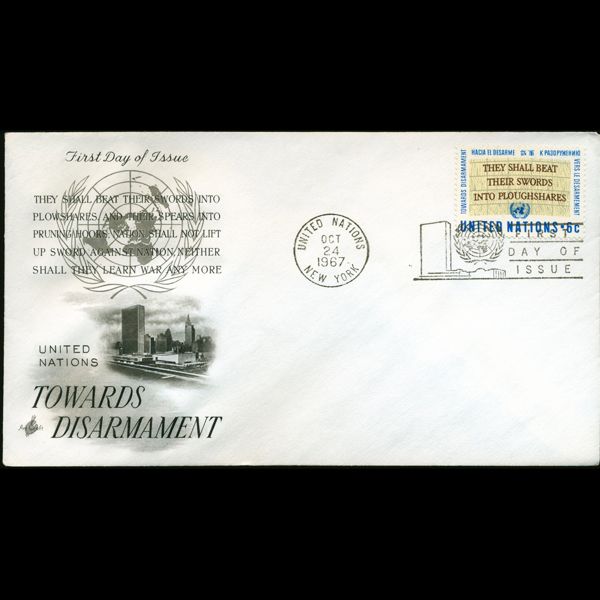 First Day of Issue
THEY SHALL BEAT THEIR SWORDS INTO
PLOWSHARES, AND THEIR SPEARS INTO
PRUNING HOOKS; NATION SHALL NOT LIFT
UP SWORD AGAINST NATION, NEITHER
SHALL THEY LEARN WAR ANY MORE
UNITED
NATIONS
TOWARDS
DISARMAMENT
UNITED NATIONS
OCT
24
1967
NEW YORK
TOWARDS DISARMAMENT
HACIA EL DESARME
К РАЗОРУЖЕНИЮ
VERS LE DESARMEMENT
THEY SHALL BEAT
THEIR SWORDS
INTO PLOUGHSHARES
UNITED NATIONS·6c
FIRST
DAY OF
ISSUE